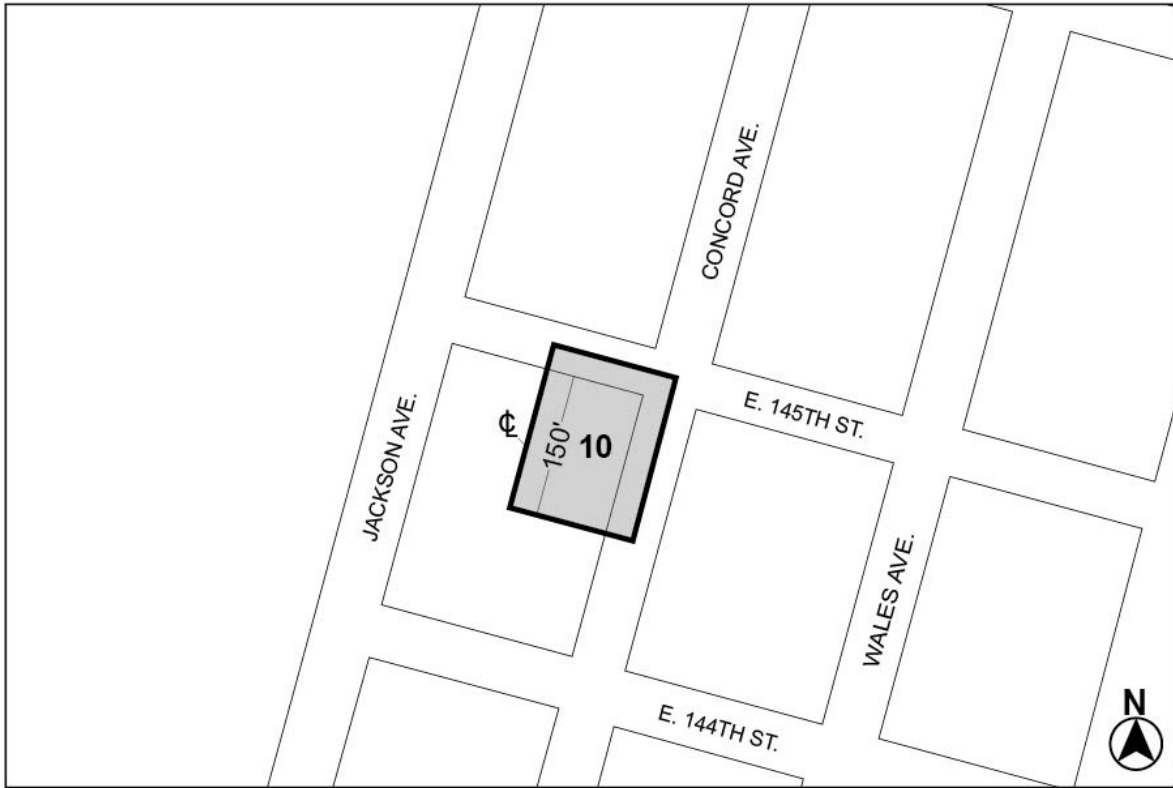 CONCORD AVE.
JACKSON AVE.
℄
150'
10
E. 145TH ST.
WALES AVE.
E. 144TH ST.
N